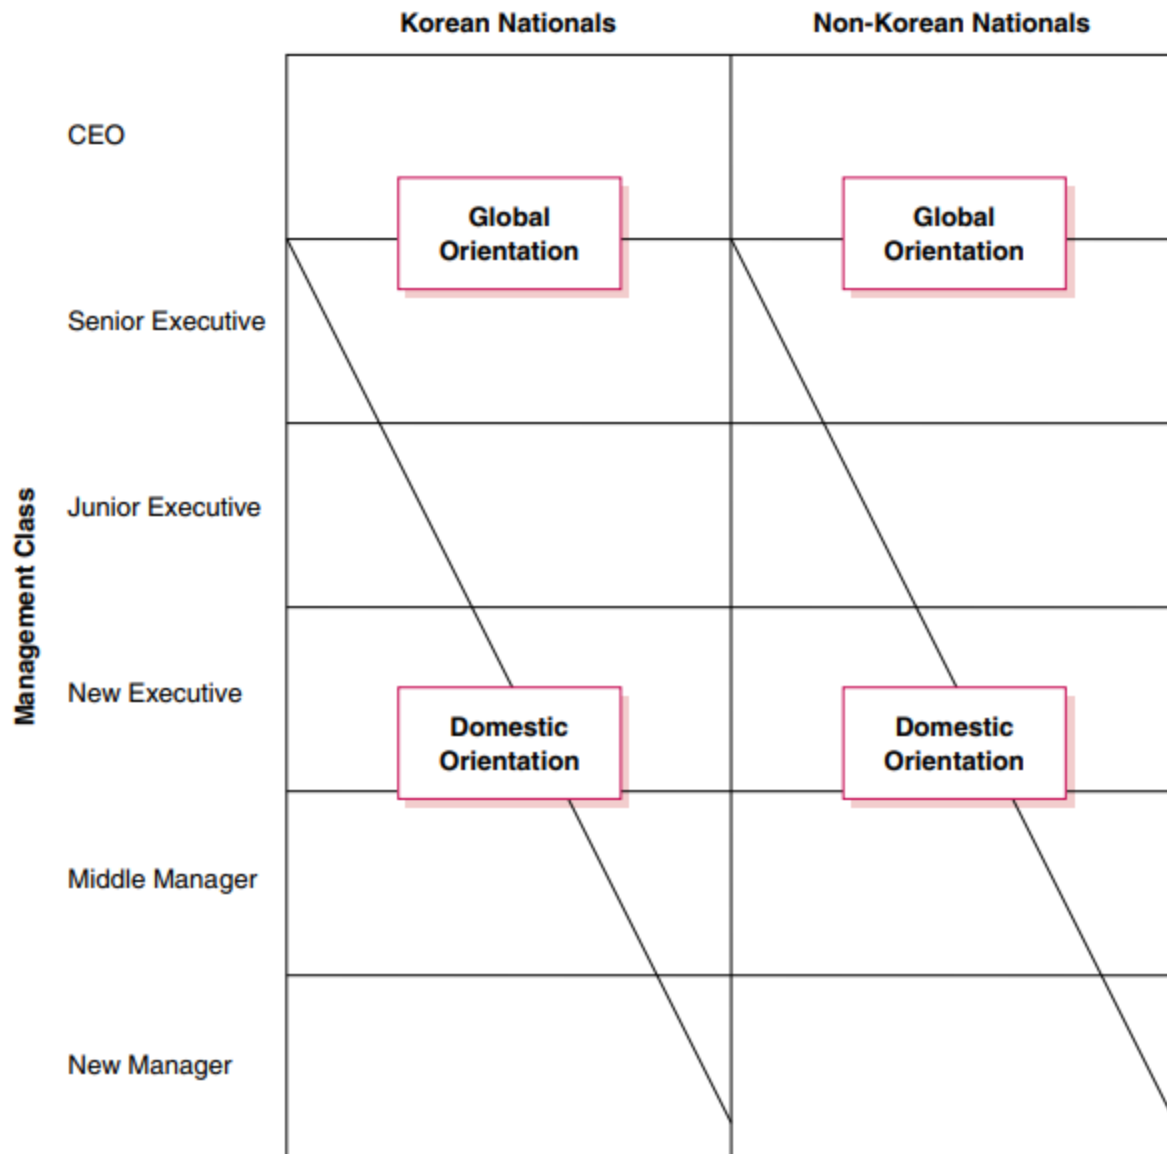 Korean Nationals
Non-Korean Nationals
CEO
Global
Orientation
Global
Orientation
Senior Executive
Junior Executive
Management Class
New Executive
Domestic
Orientation
Domestic
Orientation
Middle Manager
New Manager